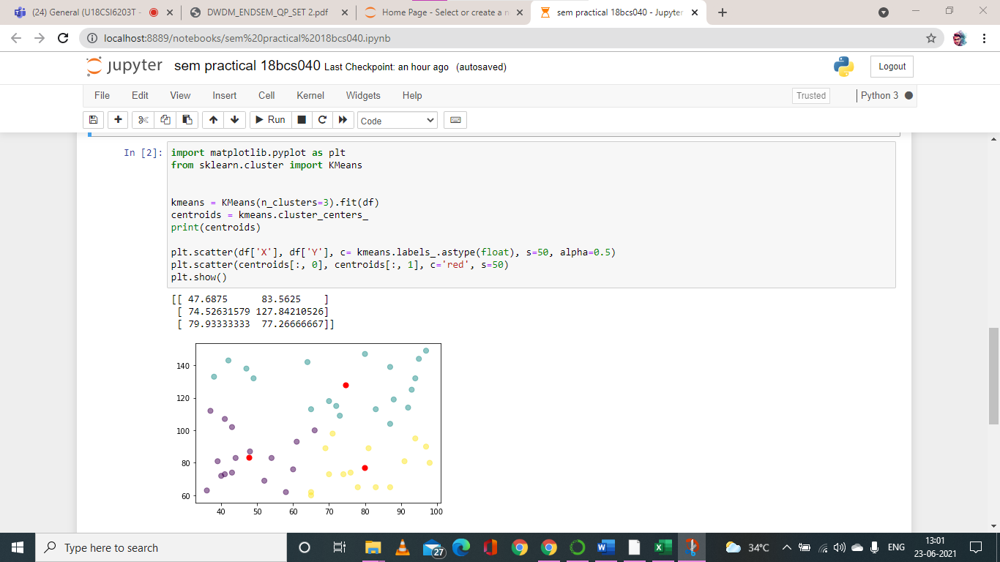 (24) General (U18CSI6203T -
DWDM_ENDSEM_QP_SET 2.pdf
Home Page - Select or create a n
sem practical 18bcs040 - Jupyter
localhost:8889/notebooks/sem%20practical%2018bcs040.ipynb
jupyter sem practical 18bcs040 Last Checkpoint: an hour ago (autosaved)
Logout
File Edit View Insert Cell Kernel Widgets Help
Trusted
Python 3
Run
Code
In [2]:
import matplotlib.pyplot as plt
from sklearn.cluster import KMeans
kmeans = KMeans(n_clusters=3).fit(df)
centroids = kmeans.cluster_centers_
print(centroids)
plt.scatter(df['X'], df['Y'], c= kmeans.labels_.astype(float), s=50, alpha=0.5)
plt.scatter(centroids[:, 0], centroids[:, 1], c='red', s=50)
plt.show()
[[ 47.6875 83.5625 ]
[ 74.52631579 127.84210526]
[ 79.93333333 77.26666667]]
140
120
100
80
60
40 50 60 70 80 90 100
Type here to search
27
34°C
ENG
13:01
23-06-2021